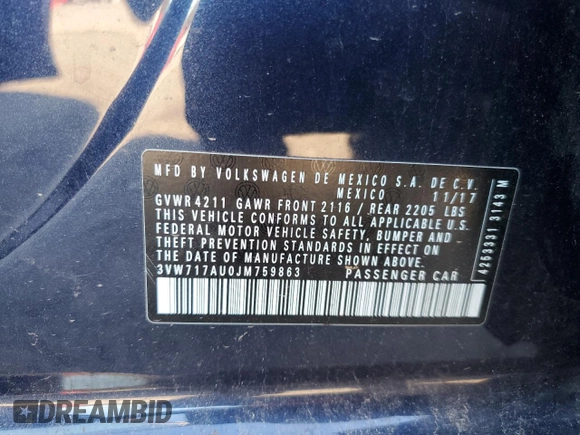 MFD BY VOLKSWAGEN DE MEXICO S.A. DE C.V.
MEXICO 11/17
GVWR 4211 GAWR FRONT 2116 / REAR 2205 LBS
THIS VEHICLE CONFORMS TO ALL APPLICABLE U.S.
FEDERAL MOTOR VEHICLE SAFETY, BUMPER AND
THEFT PREVENTION STANDARDS IN EFFECT ON
THE DATE OF MANUFACTURE SHOWN ABOVE.
3VW717AU0JM759863 PASSENGER CAR
4253331 3143 M
DREAMBID